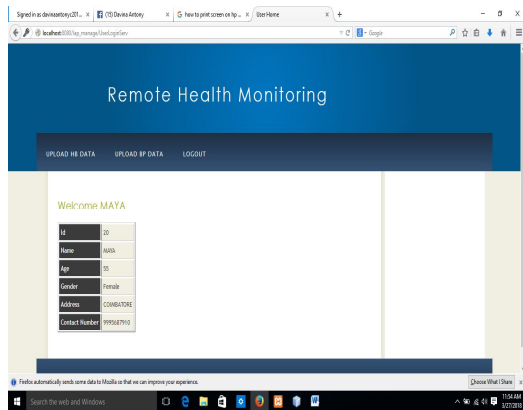 Signed in as davinaantonyc201... × (15) Davina Antony × G how to print screen on hp ... × User Home × +
localhost:8080/lap_manage/UserLoginServ Google
Remote Health Monitoring
UPLOAD HB DATA UPLOAD BP DATA LOGOUT
Welcome MAYA
Id 20
Name MAYA
Age 55
Gender Female
Address COIMBATORE
Contact Number 9995687910
Firefox automatically sends some data to Mozilla so that we can improve your experience. Choose What I Share ×
Search the web and Windows 11:54 AM
3/27/2018